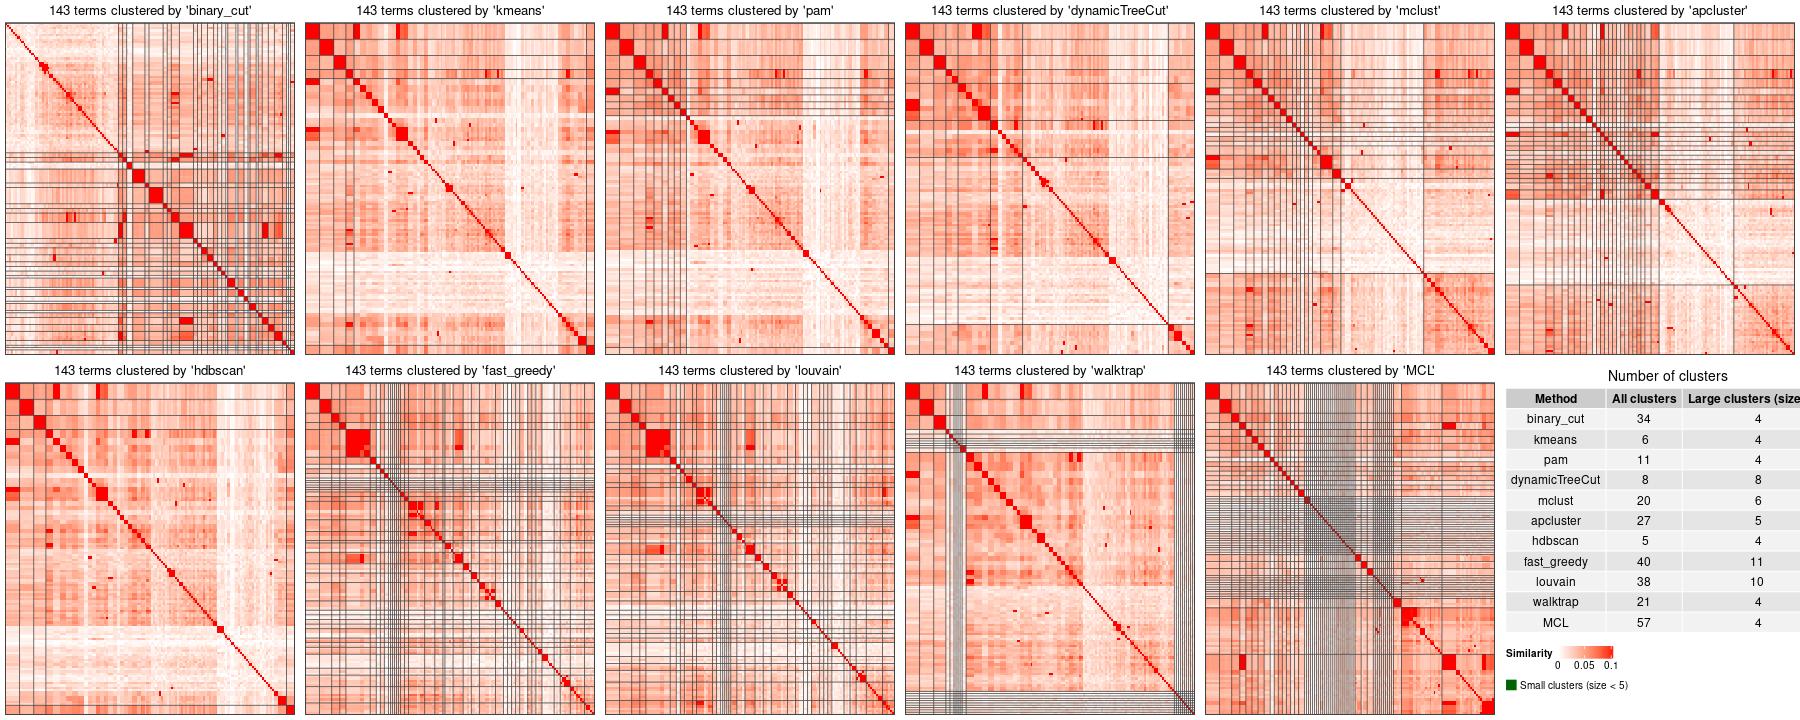 143 terms clustered by 'binary_cut'
143 terms clustered by 'kmeans'
143 terms clustered by 'pam'
143 terms clustered by 'dynamicTreeCut'
143 terms clustered by 'mclust'
143 terms clustered by 'apcluster'
143 terms clustered by 'hdbscan'
143 terms clustered by 'fast_greedy'
143 terms clustered by 'louvain'
143 terms clustered by 'walktrap'
143 terms clustered by 'MCL'
Number of clusters
Method All clusters Large clusters (size
binary_cut 34 4
kmeans 6 4
pam 11 4
dynamicTreeCut 8 8
mclust 20 6
apcluster 27 5
hdbscan 5 4
fast_greedy 40 11
louvain 38 10
walktrap 21 4
MCL 57 4
Similarity
0 0.05 0.1
Small clusters (size < 5)